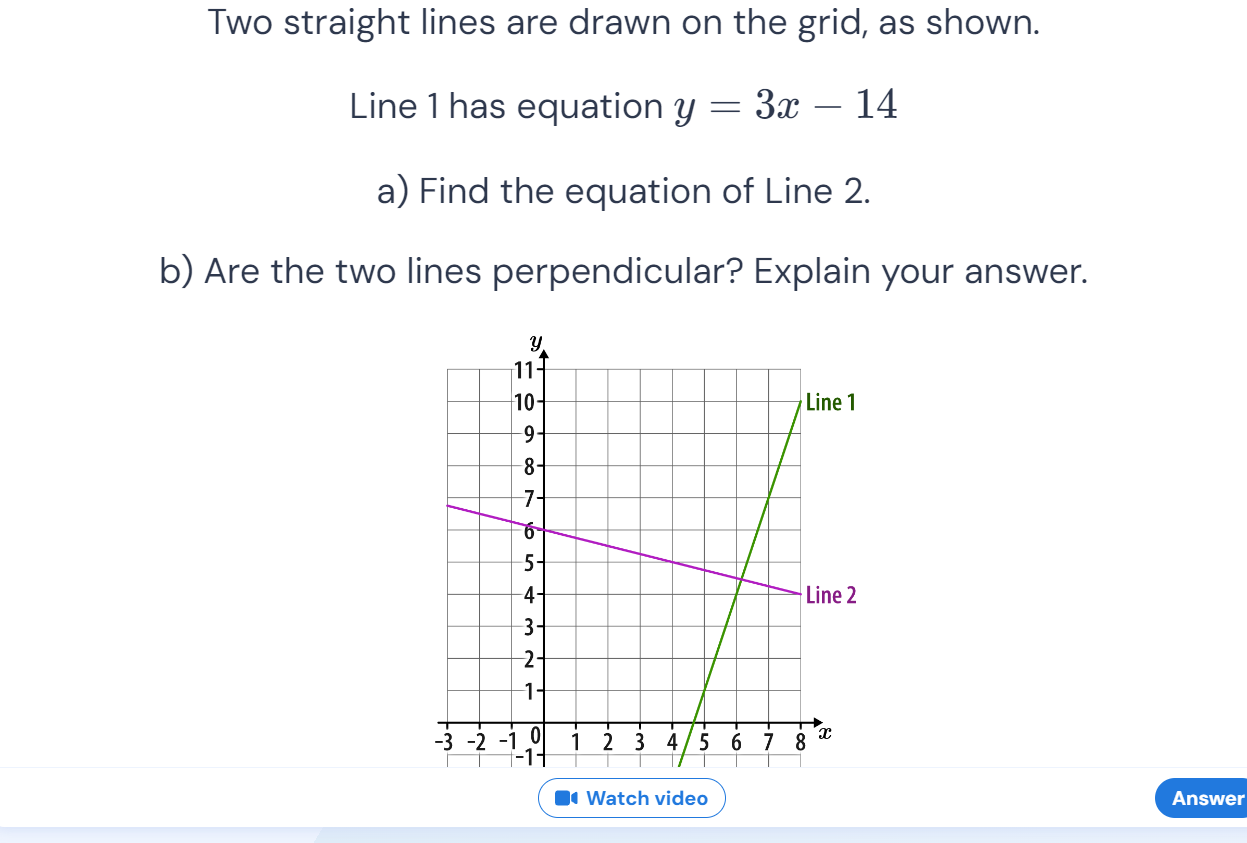 Two straight lines are drawn on the grid, as shown.
Line 1 has equation y = 3x − 14
a) Find the equation of Line 2.
b) Are the two lines perpendicular? Explain your answer.
y
11
10
Line 1
9
8
7
6
5
4
Line 2
3
2
1
-3 -2 -1 0 1 2 3 4 5 6 7 8 x
-1
Watch video
Answer